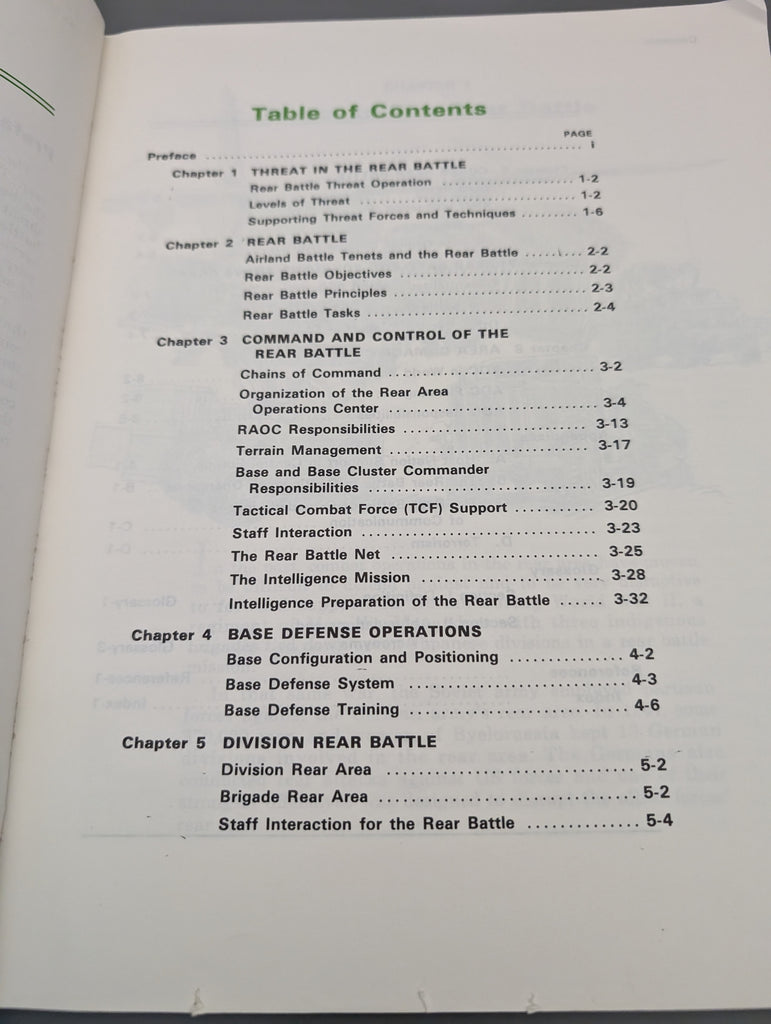 Table of Contents
PAGE
Preface ........................................................ i
Chapter 1 THREAT IN THE REAR BATTLE
Rear Battle Threat Operation .................... 1-2
Levels of Threat ................................ 1-2
Supporting Threat Forces and Techniques ......... 1-6
Chapter 2 REAR BATTLE
Airland Battle Tenets and the Rear Battle ........ 2-2
Rear Battle Objectives ........................... 2-2
Rear Battle Principles ........................... 2-3
Rear Battle Tasks ................................ 2-4
Chapter 3 COMMAND AND CONTROL OF THE
REAR BATTLE
Chains of Command ............................ 3-2
Organization of the Rear Area
Operations Center ............................ 3-4
RAOC Responsibilities ........................ 3-13
Terrain Management .......................... 3-17
Base and Base Cluster Commander
Responsibilities .............................. 3-19
Tactical Combat Force (TCF) Support ........... 3-20
Staff Interaction .............................. 3-23
The Rear Battle Net ........................... 3-25
The Intelligence Mission ....................... 3-28
Intelligence Preparation of the Rear Battle ...... 3-32
Chapter 4 BASE DEFENSE OPERATIONS
Base Configuration and Positioning ............... 4-2
Base Defense System ............................ 4-3
Base Defense Training ........................... 4-6
Chapter 5 DIVISION REAR BATTLE
Division Rear Area .............................. 5-2
Brigade Rear Area ............................... 5-2
Staff Interaction for the Rear Battle .............. 5-4